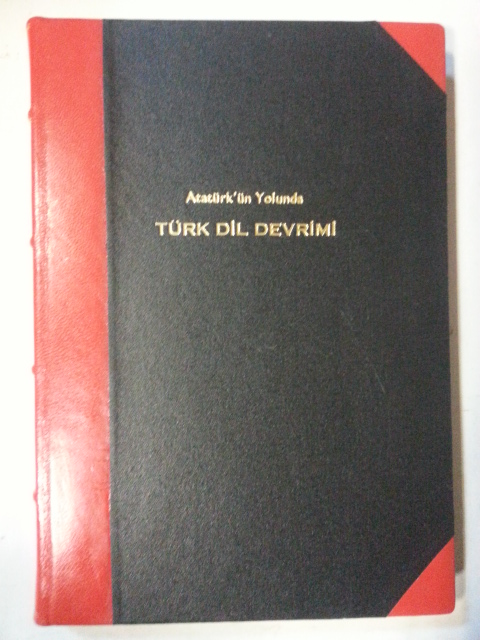 Atatürk'ün Yolunda
TÜRK DİL DEVRİMİ